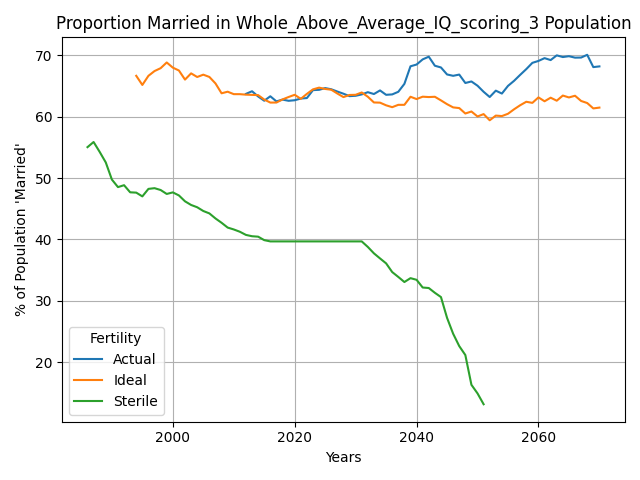 Proportion Married in Whole_Above_Average_IQ_scoring_3 Population
% of Population 'Married'
70
60
50
40
30
20
Fertility
Actual
Ideal
Sterile
2000
2020
2040
2060
Years